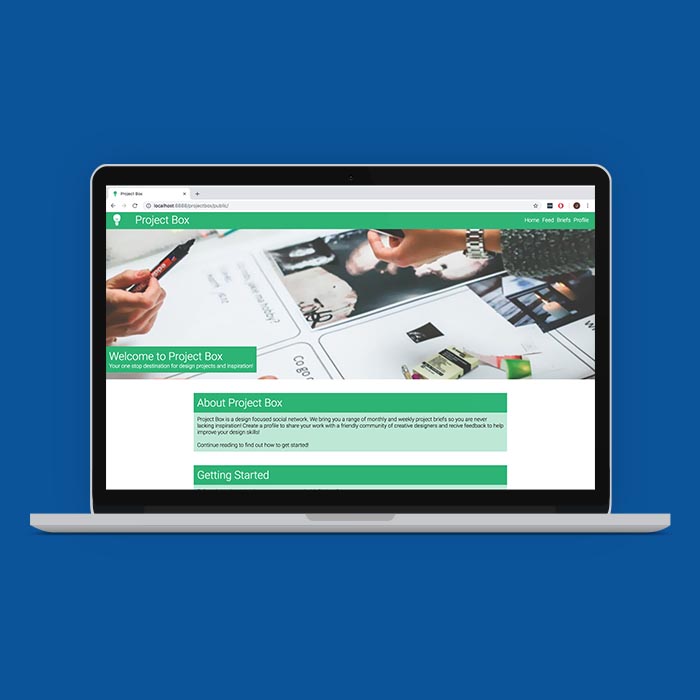 Project Box
localhost:8888/projectbox/public/
Project Box
Home Feed Briefs Profile
Welcome to Project Box
Your one stop destination for design projects and inspiration!
About Project Box
Project Box is a design focused social network. We bring you a range of monthly and weekly project briefs so you are never
lacking inspiration! Create a profile to share your work with a friendly community of creative designers and recive feedback to help
improve your design skills!
Continue reading to find out how to get started!
Getting Started